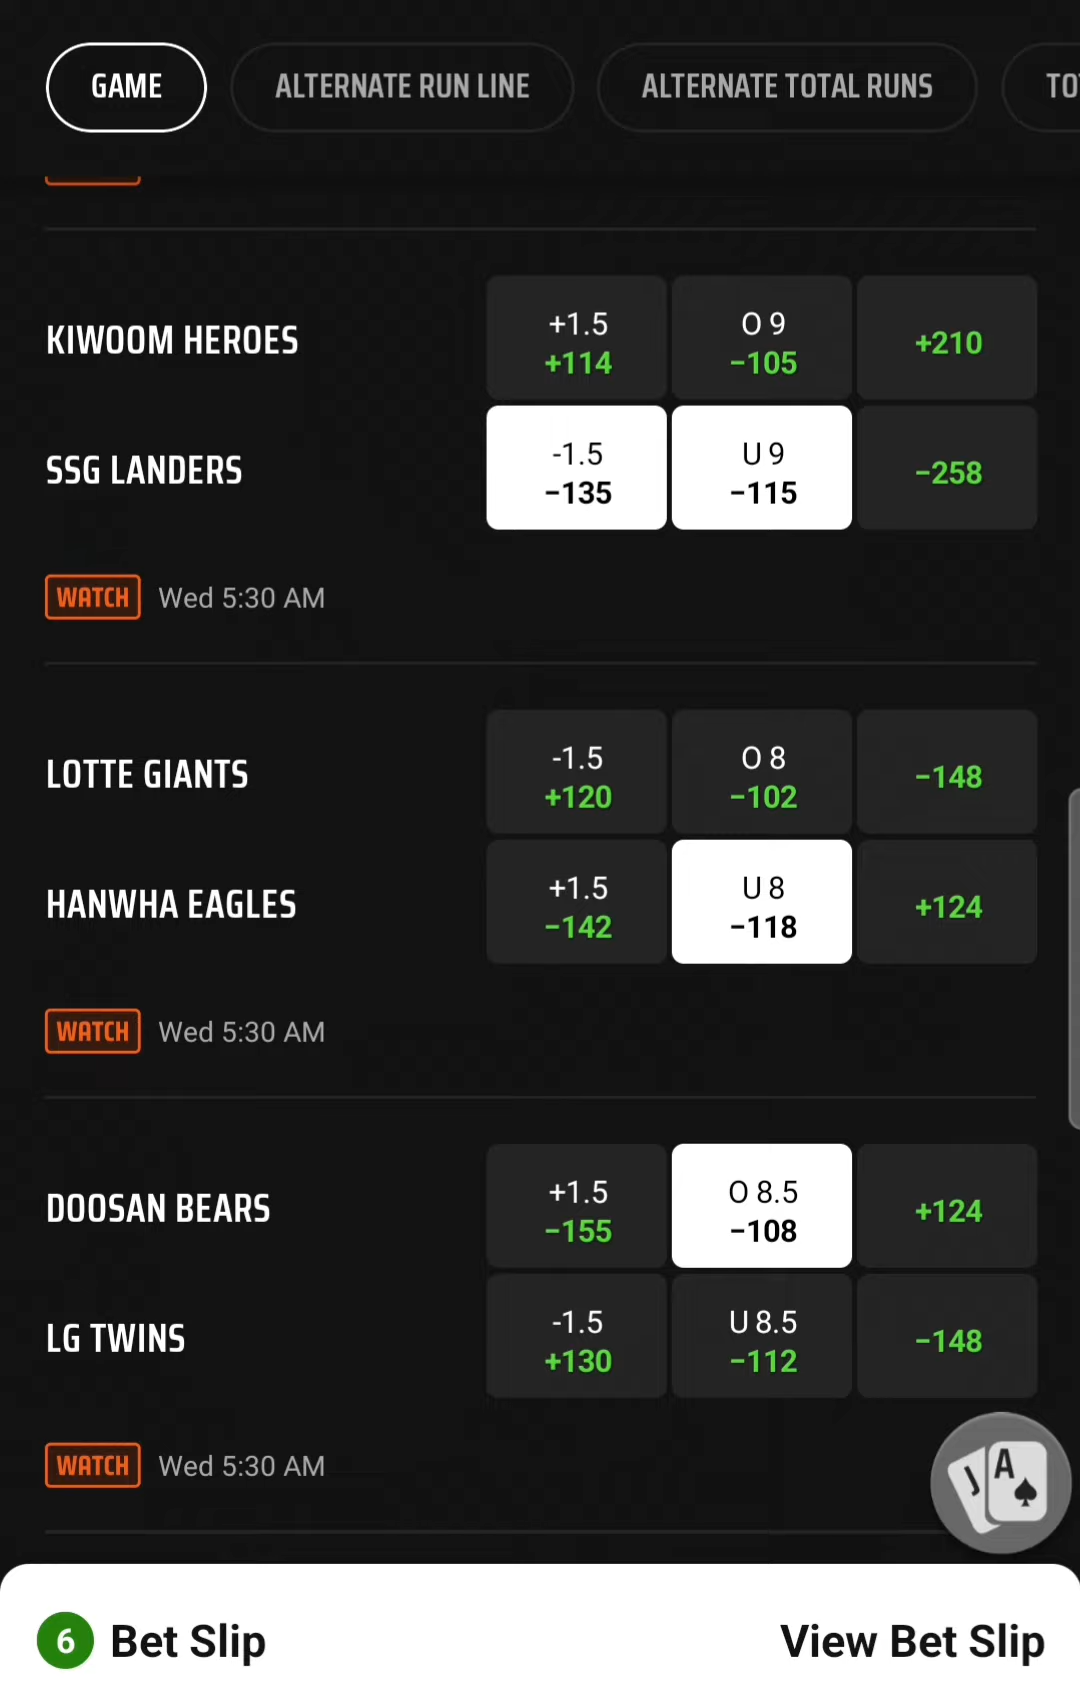 GAME
ALTERNATE RUN LINE
ALTERNATE TOTAL RUNS
TO
KIWOOM HEROES
+1.5
+114
O 9
−105
+210
SSG LANDERS
-1.5
−135
U 9
−115
−258
WATCH
Wed 5:30 AM
LOTTE GIANTS
-1.5
+120
O 8
−102
−148
HANWHA EAGLES
+1.5
−142
U 8
−118
+124
WATCH
Wed 5:30 AM
DOOSAN BEARS
+1.5
−155
O 8.5
−108
+124
LG TWINS
-1.5
+130
U 8.5
−112
−148
WATCH
Wed 5:30 AM
J A
6 Bet Slip
View Bet Slip